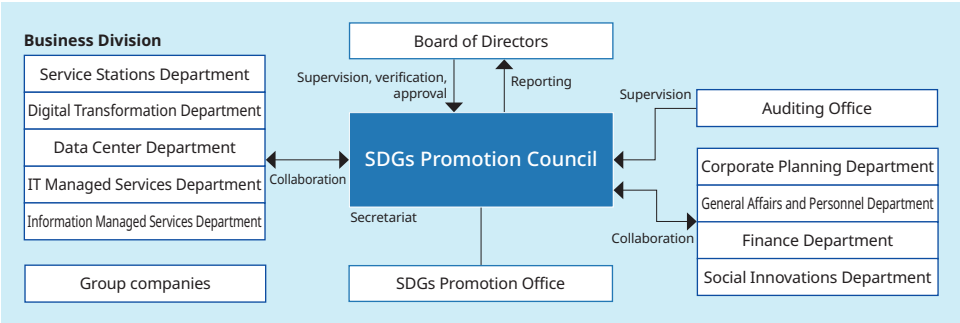 Business Division
Service Stations Department
Digital Transformation Department
Data Center Department
IT Managed Services Department
Information Managed Services Department
Group companies
Board of Directors
Supervision, verification,
approval
Reporting
SDGs Promotion Council
Collaboration
Secretariat
SDGs Promotion Office
Supervision
Auditing Office
Corporate Planning Department
General Affairs and Personnel Department
Finance Department
Social Innovations Department
Collaboration